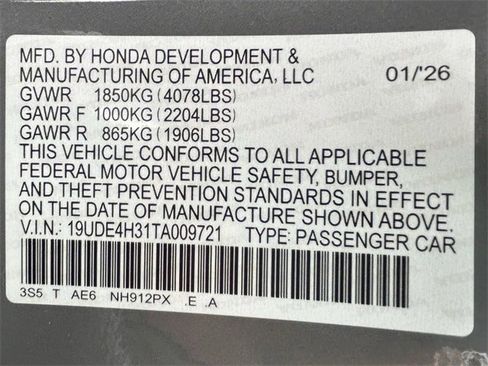 MFD. BY HONDA DEVELOPMENT &
MANUFACTURING OF AMERICA, LLC 01/'26
GVWR 1850KG (4078LBS)
GAWR F 1000KG (2204LBS)
GAWR R 865KG (1906LBS)
THIS VEHICLE CONFORMS TO ALL APPLICABLE
FEDERAL MOTOR VEHICLE SAFETY, BUMPER,
AND THEFT PREVENTION STANDARDS IN EFFECT
ON THE DATE OF MANUFACTURE SHOWN ABOVE.
V.I.N.: 19UDE4H31TA009721 TYPE: PASSENGER CAR
3S5 T AE6 NH912PX .E .A